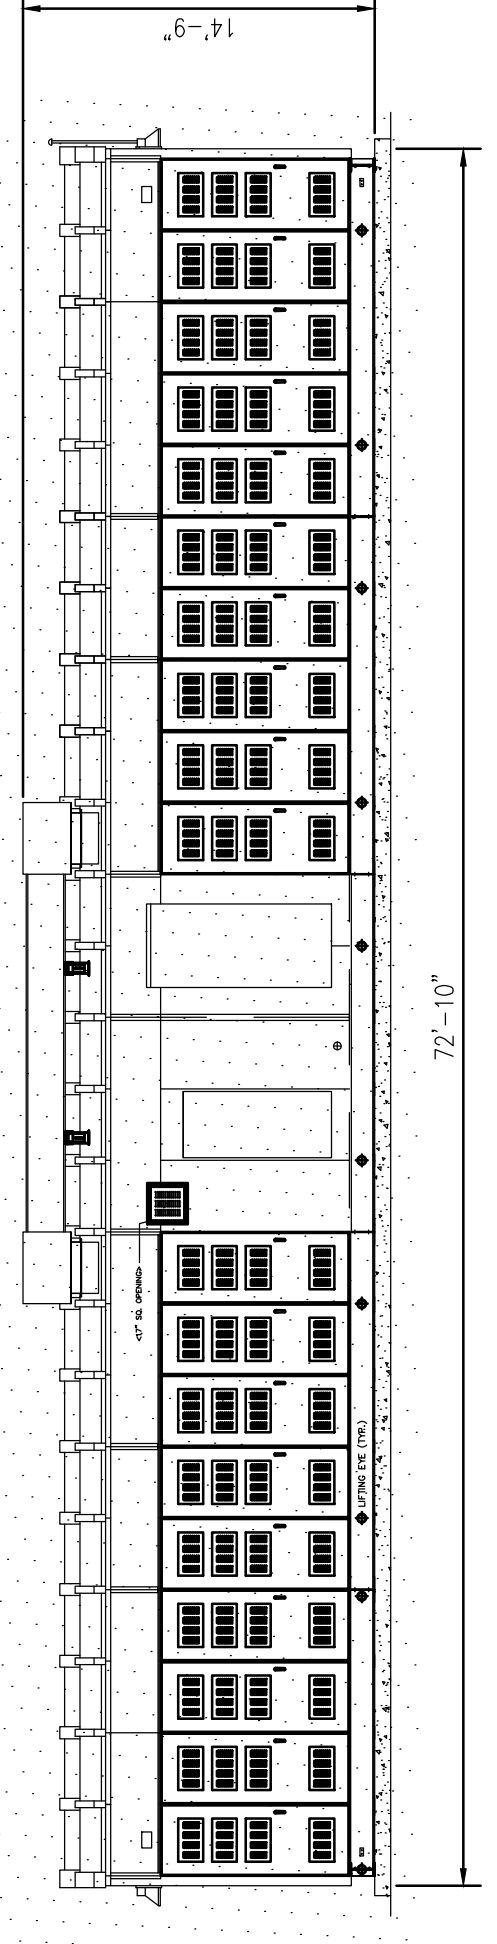 14'-9"
72'-10"
<17" SQ. OPENING>
LIFTING EYE (TYP.)